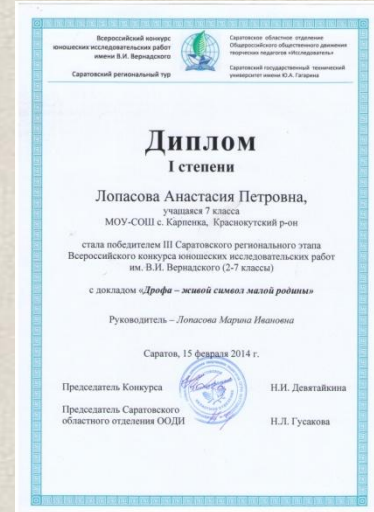 Всероссийский конкурс
юношеских исследовательских работ
имени В.И. Вернадского
Саратовский региональный тур
Саратовское областное отделение
Общероссийского общественного движения
творческих педагогов «Исследователь»
Саратовский государственный технический
университет имени Ю.А. Гагарина
Диплом
I степени
Лопасова Анастасия Петровна,
учащаяся 7 класса
МОУ-СОШ с. Карпенка, Краснокутский р-он
стала победителем III Саратовского регионального этапа
Всероссийского конкурса юношеских исследовательских работ
им. В.И. Вернадского (2-7 классы)
с докладом «Дрофа – живой символ малой родины»
Руководитель – Лопасова Марина Ивановна
Саратов, 15 февраля 2014 г.
Председатель Конкурса Н.И. Девятайкина
Председатель Саратовского
областного отделения ООДИ Н.Л. Гусакова